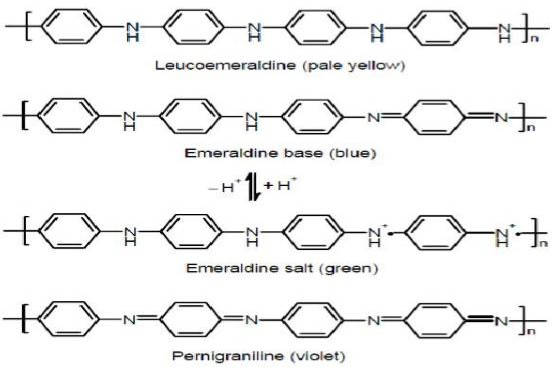 N H N H N H N H n
Leucoemeraldine (pale yellow)
N H N H N N n
Emeraldine base (blue)
– H⁺ + H⁺
N H N H N H + • N H + • n
Emeraldine salt (green)
N N N N n
Pernigraniline (violet)